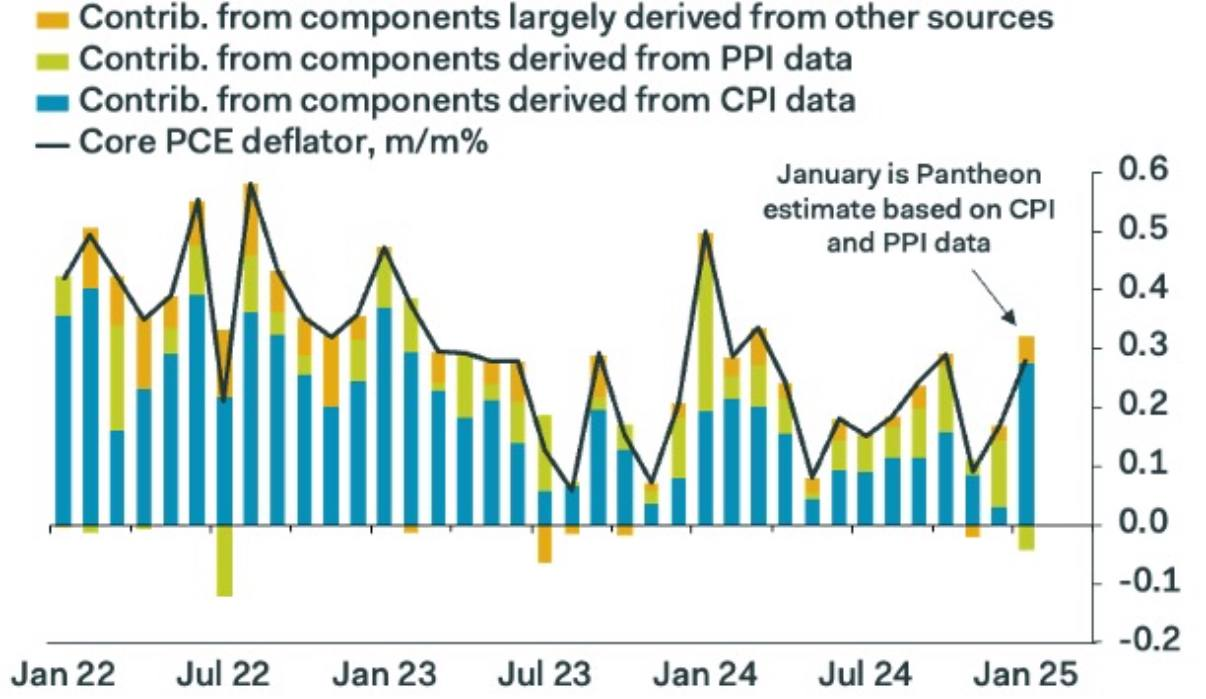 Contrib. from components largely derived from other sources
Contrib. from components derived from PPI data
Contrib. from components derived from CPI data
Core PCE deflator, m/m%
January is Pantheon
estimate based on CPI
and PPI data
0.6
0.5
0.4
0.3
0.2
0.1
0.0
-0.1
-0.2
Jan 22 Jul 22 Jan 23 Jul 23 Jan 24 Jul 24 Jan 25